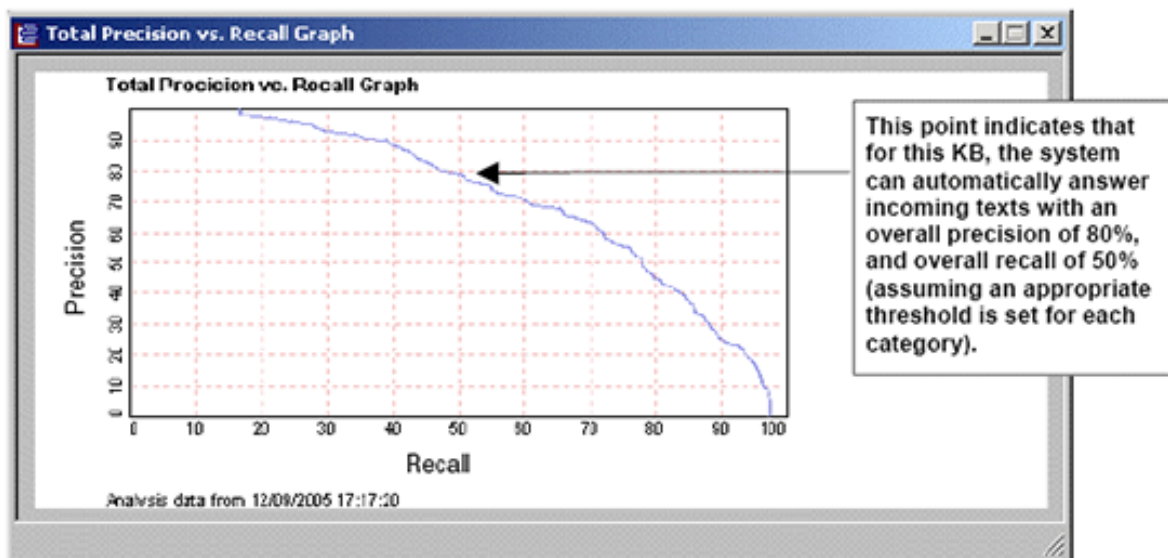 Total Precision vs. Recall Graph
Total Precision vs. Recall Graph
This point indicates that
for this KB, the system
can automatically answer
incoming texts with an
overall precision of 80%,
and overall recall of 50%
(assuming an appropriate
threshold is set for each
category).
Precision
90
80
70
60
50
40
30
20
10
0
0 10 20 30 40 50 60 70 80 90 100
Recall
Analysis data from 12/09/2005 17:17:20